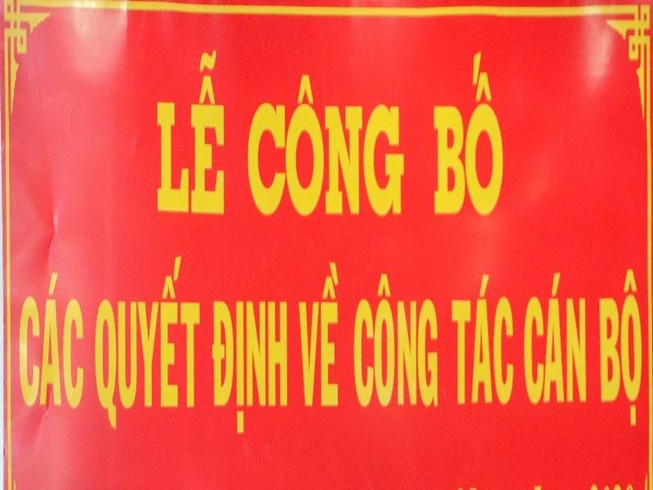 LỄ CÔNG BỐ
CÁC QUYẾT ĐỊNH VỀ CÔNG TÁC CÁN BỘ